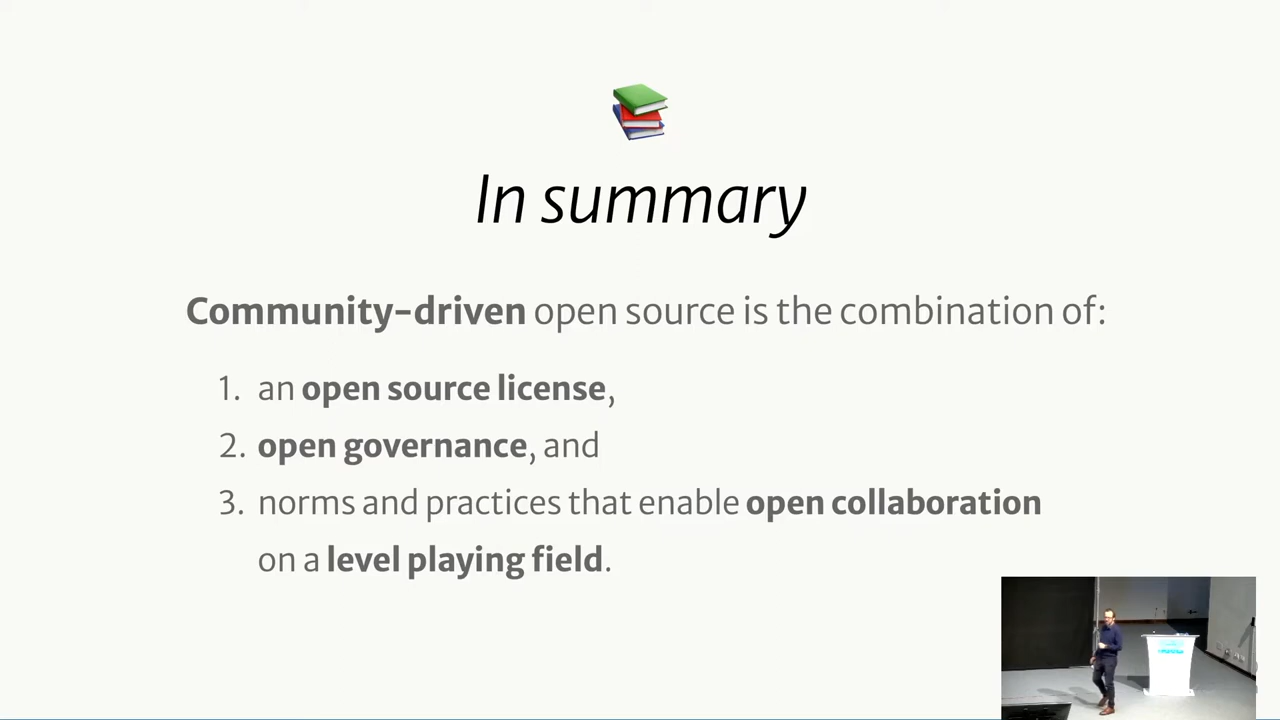 In summary
Community-driven open source is the combination of:
1. an open source license,
2. open governance, and
3. norms and practices that enable open collaboration
on a level playing field.